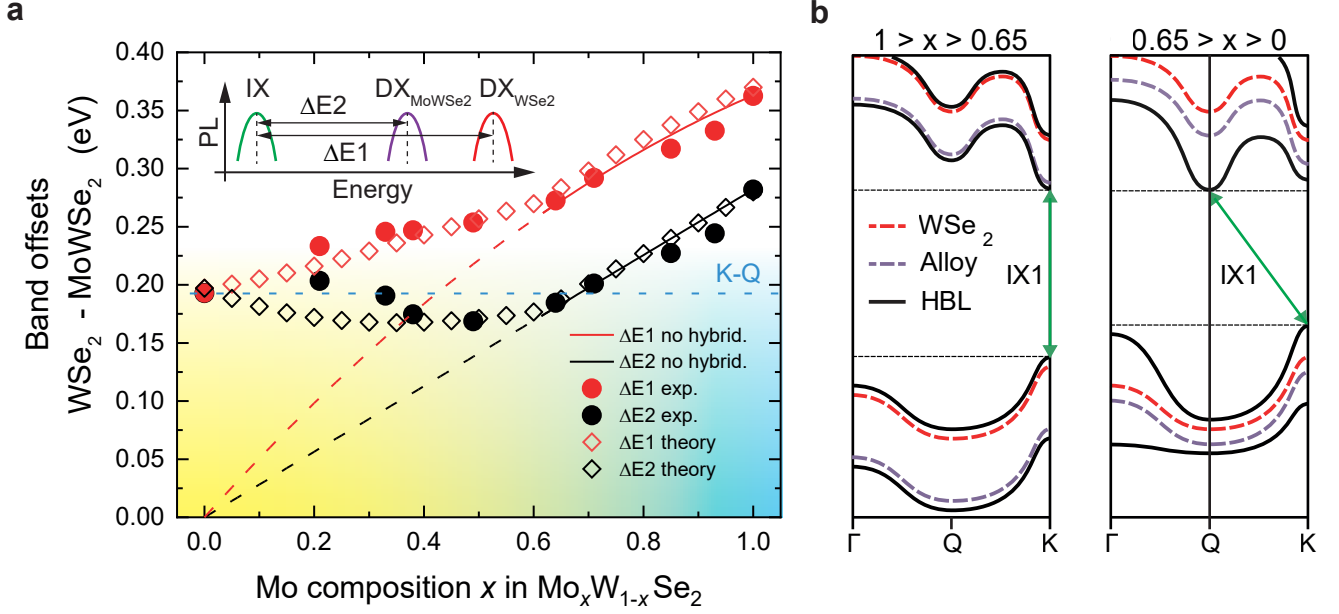 a
Band offsets
WSe2 - MoWSe2 (eV)
0.40
0.35
0.30
0.25
0.20
0.15
0.10
0.05
0.00
PL
IX
DXMoWSe2
DXWSe2
ΔE2
ΔE1
Energy
K-Q
ΔE1 no hybrid.
ΔE2 no hybrid.
ΔE1 exp.
ΔE2 exp.
ΔE1 theory
ΔE2 theory
0.0 0.2 0.4 0.6 0.8 1.0
Mo composition x in MoxW1-xSe2
b
1 > x > 0.65
0.65 > x > 0
WSe2
Alloy
HBL
IX1
IX1
Γ Q K
Γ Q K